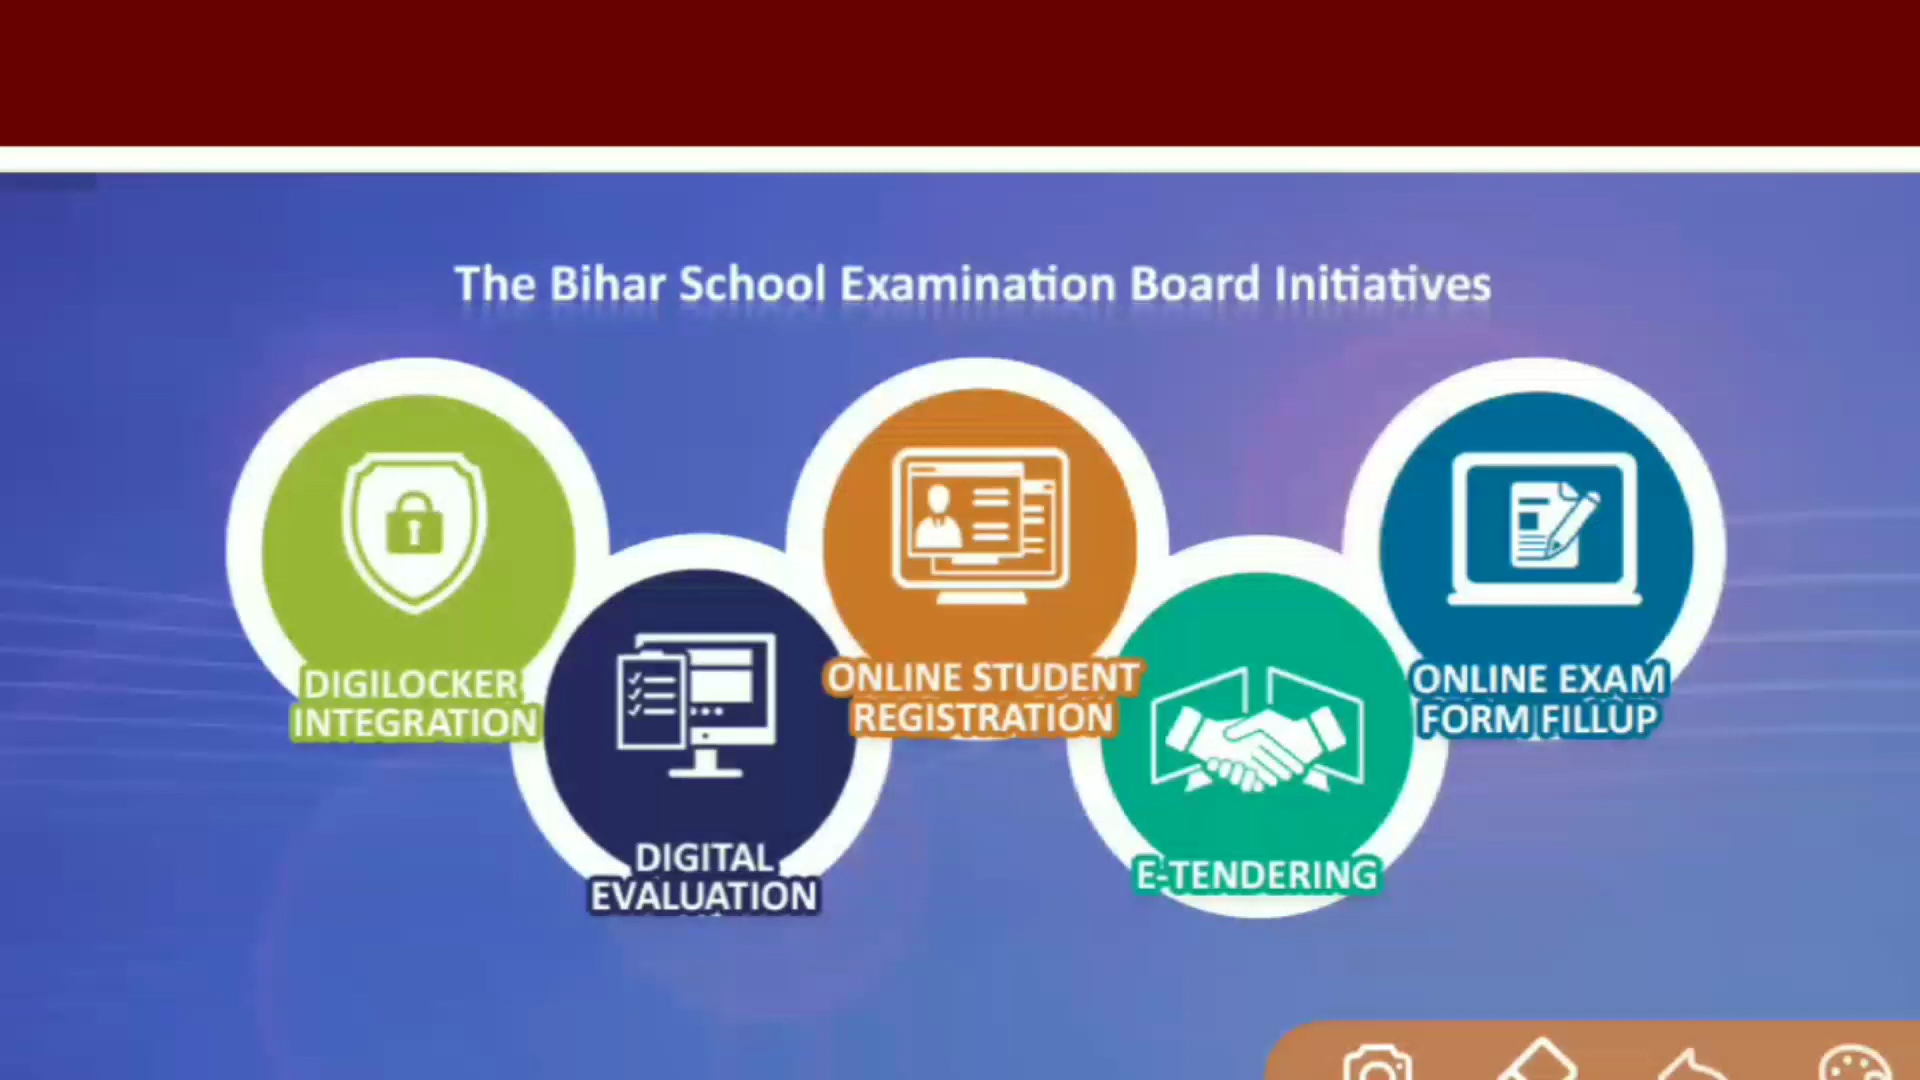 The Bihar School Examination Board Initiatives
DIGILOCKER
INTEGRATION
DIGITAL
EVALUATION
ONLINE STUDENT
REGISTRATION
E-TENDERING
ONLINE EXAM
FORM FILLUP